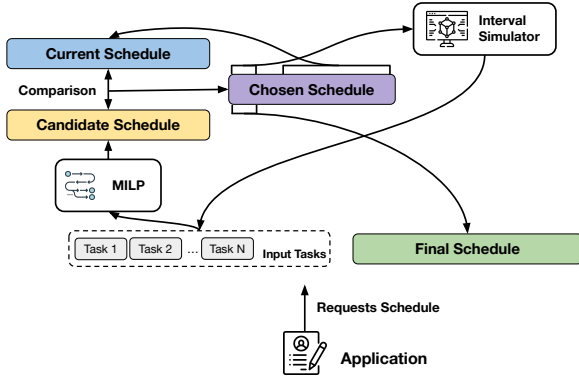 Interval
Simulator
Current Schedule
Comparison
Chosen Schedule
Candidate Schedule
MILP
Task 1
Task 2
...
Task N
Input Tasks
Final Schedule
Requests Schedule
Application